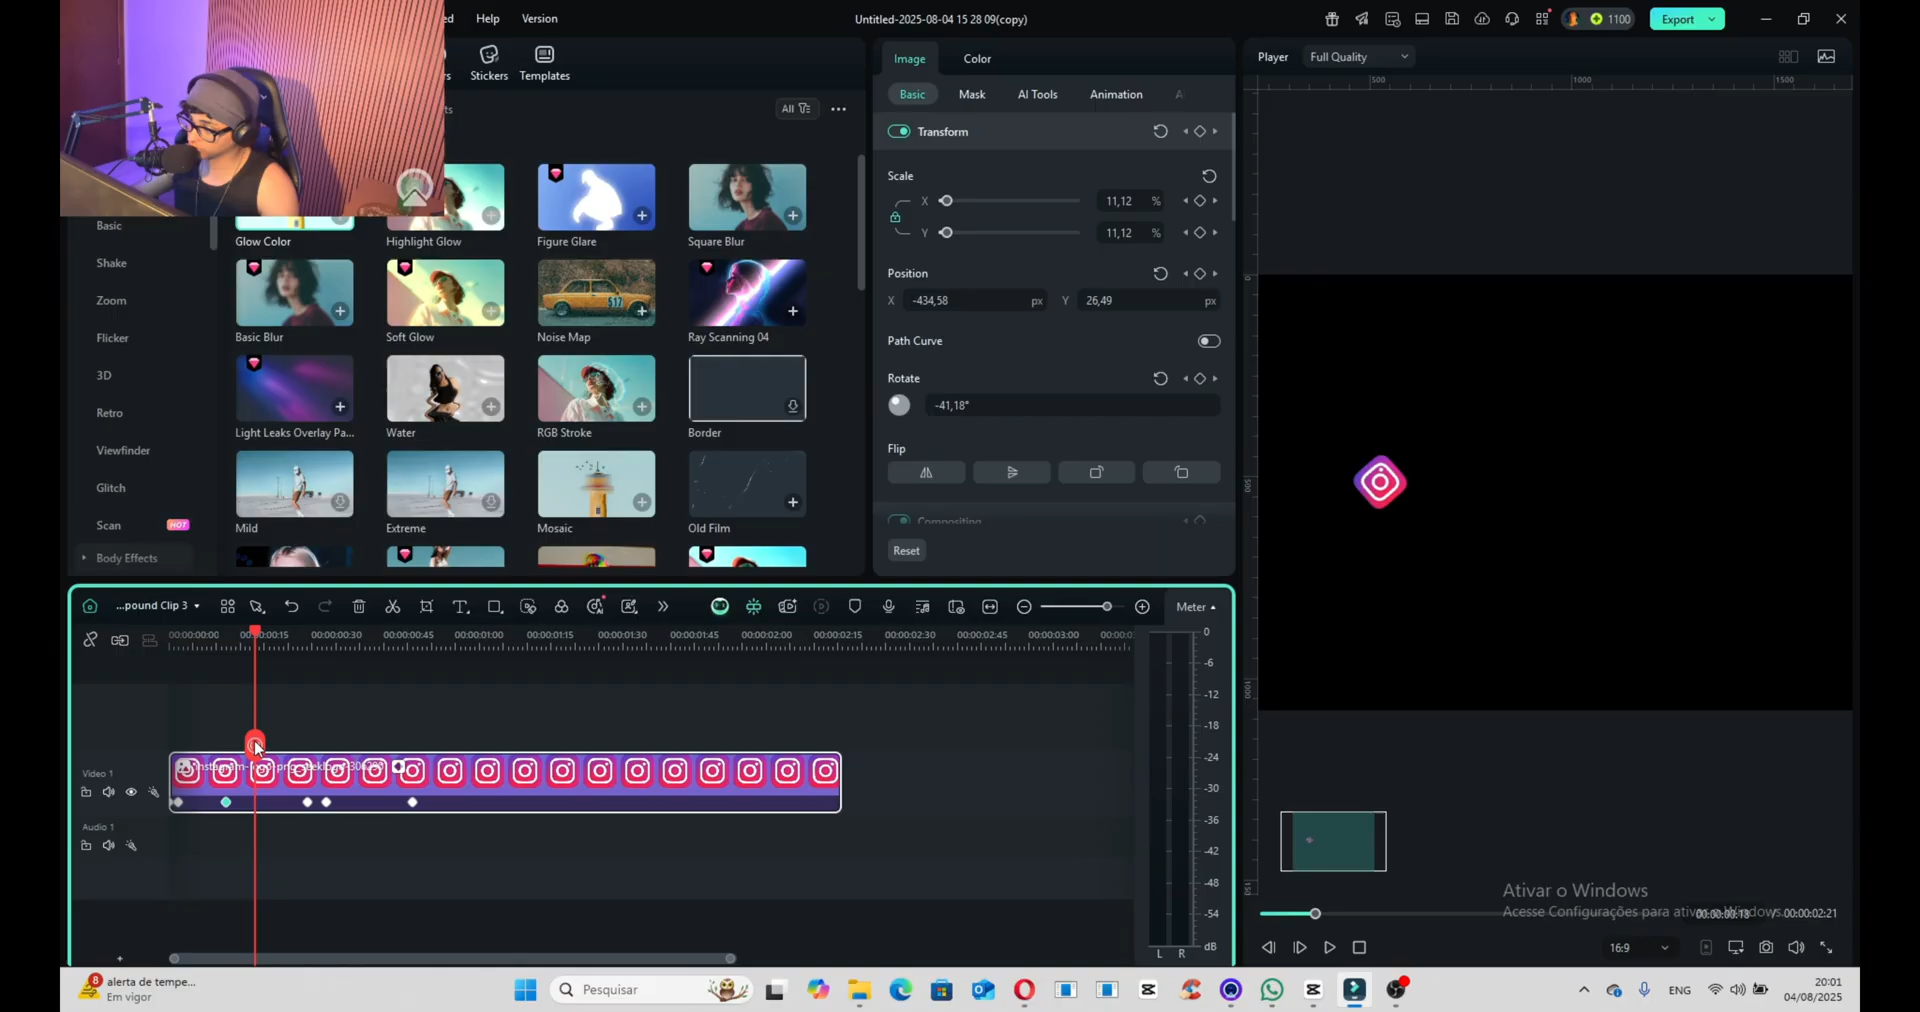 Help
Version
Untitled-2025-08-04 15 28 09(copy)
1100
Export
Stickers
Templates
All
Basic
Shake
Zoom
Flicker
3D
Retro
Viewfinder
Glitch
Scan
HOT
Body Effects
Glow Color
Highlight Glow
Figure Glare
Square Blur
Basic Blur
Soft Glow
Noise Map
Ray Scanning 04
Light Leaks Overlay Pa...
Water
RGB Stroke
Border
Mild
Extreme
Mosaic
Old Film
Image
Color
Basic
Mask
AI Tools
Animation
Transform
Scale
X
11,12
%
Y
11,12
%
Position
X
-434,58
px
Y
26,49
px
Path Curve
Rotate
-41,18°
Flip
Compositing
Reset
Player
Full Quality
500
1000
1500
...pound Clip 3
Meter
00:00:00:00
00:00:00:30
00:00:00:45
00:00:01:00
00:00:01:15
00:00:01:30
00:00:01:45
00:00:02:00
00:00:02:15
00:00:02:30
00:00:02:45
00:00:03:00
Video 1
Audio 1
0
-6
-12
-18
-24
-30
-36
-42
-48
-54
dB
L
R
Ativar o Windows
Acesse Configurações para ativar o Windows.
00:00:00:18
/
00:00:02:21
16:9
8
alerta de tempe...
Em vigor
Pesquisar
ENG
20:01
04/08/2025